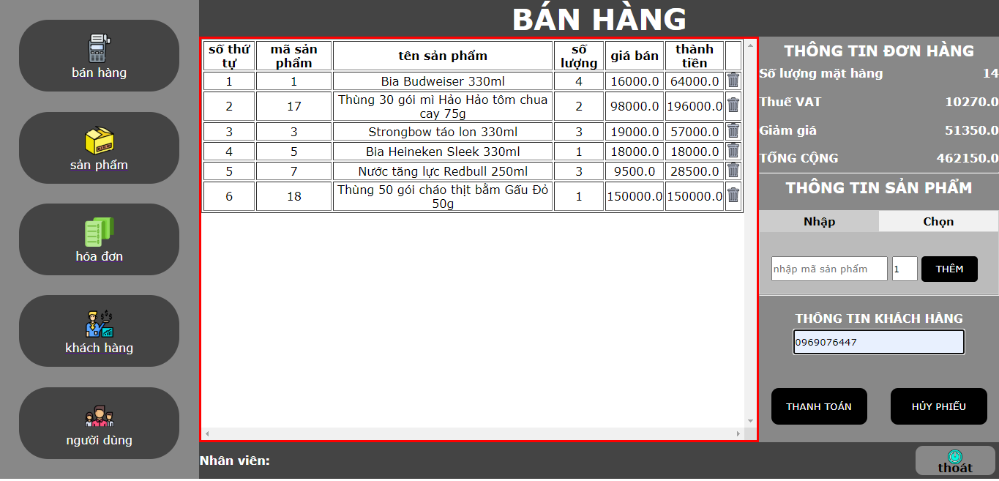 BÁN HÀNG
bán hàng
sản phẩm
hóa đơn
khách hàng
người dùng
số thứ tự mã sản phẩm tên sản phẩm số lượng giá bán thành tiền
1 1 Bia Budweiser 330ml 4 16000.0 64000.0
2 17 Thùng 30 gói mì Hảo Hảo tôm chua cay 75g 2 98000.0 196000.0
3 3 Strongbow táo lon 330ml 3 19000.0 57000.0
4 5 Bia Heineken Sleek 330ml 1 18000.0 18000.0
5 7 Nước tăng lực Redbull 250ml 3 9500.0 28500.0
6 18 Thùng 50 gói cháo thịt bằm Gấu Đỏ 50g 1 150000.0 150000.0
THÔNG TIN ĐƠN HÀNG
Số lượng mặt hàng 14
Thuế VAT 10270.0
Giảm giá 51350.0
TỔNG CỘNG 462150.0
THÔNG TIN SẢN PHẨM
Nhập Chọn
nhập mã sản phẩm 1 THÊM
THÔNG TIN KHÁCH HÀNG
0969076447
THANH TOÁN HỦY PHIẾU
Nhân viên:
thoát